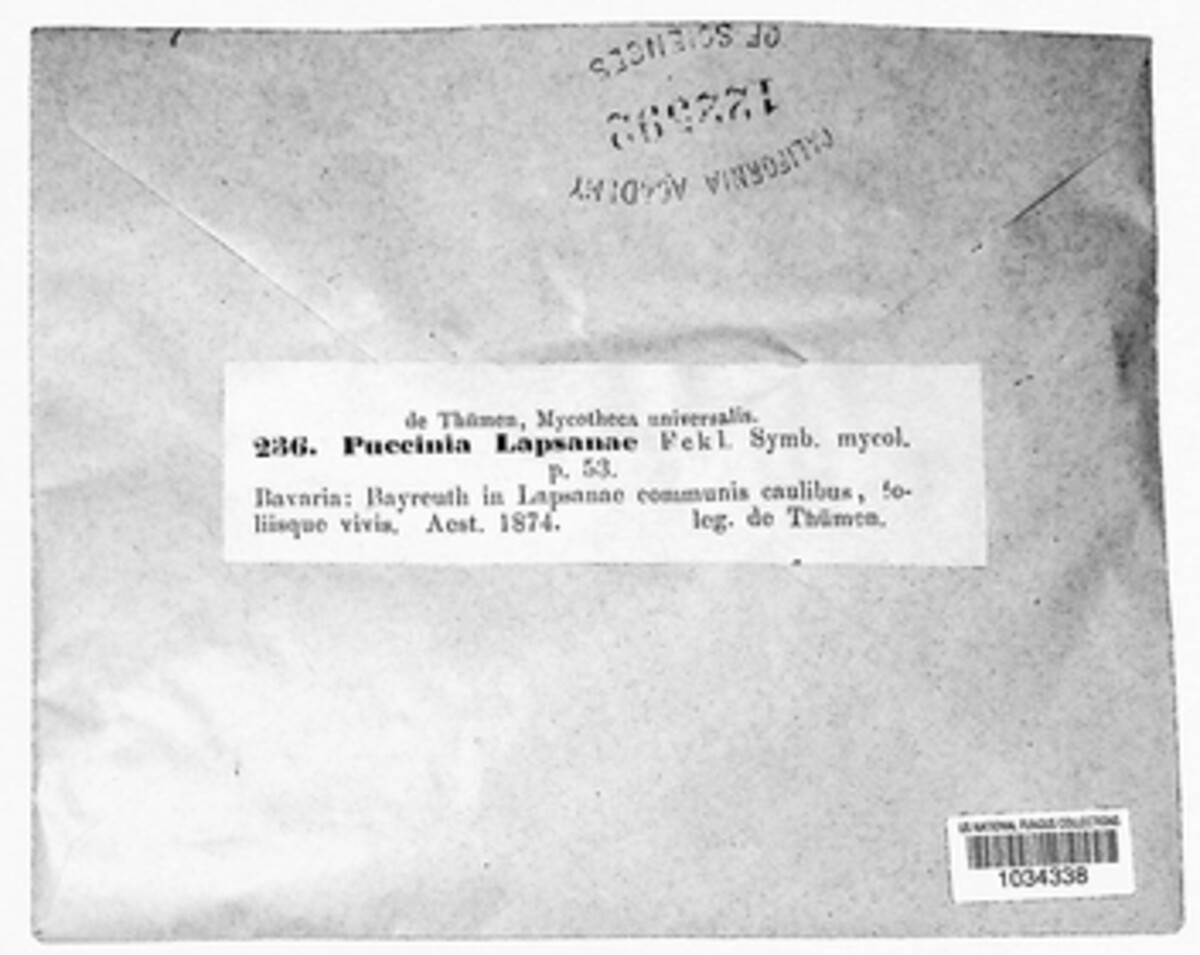 CALIFORNIA ACADEMY
OF SCIENCES
de Thümen, Mycotheca universalis.
236. Puccinia Lapsanae Fckl. Symb. mycol.
p. 53.
Bavaria: Bayreuth in Lapsanae communis caulibus, fo-
liisque vivis. Aest. 1874. leg. de Thümen.
US NATIONAL FUNGUS COLLECTIONS
1034338